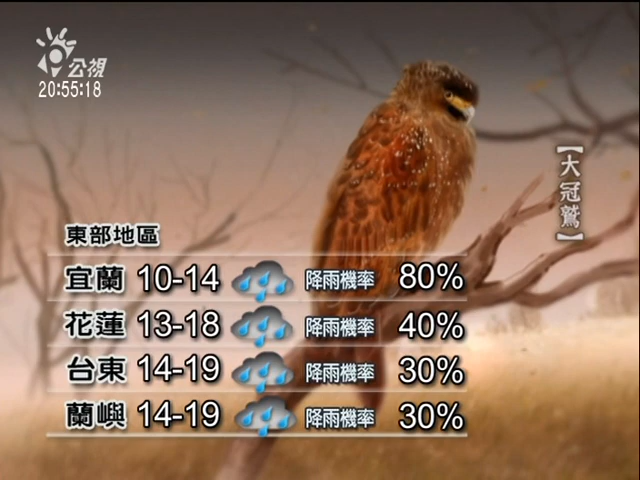 公視
20:55:18
【大冠鷲】
東部地區
宜蘭 10-14 降雨機率 80%
花蓮 13-18 降雨機率 40%
台東 14-19 降雨機率 30%
蘭嶼 14-19 降雨機率 30%